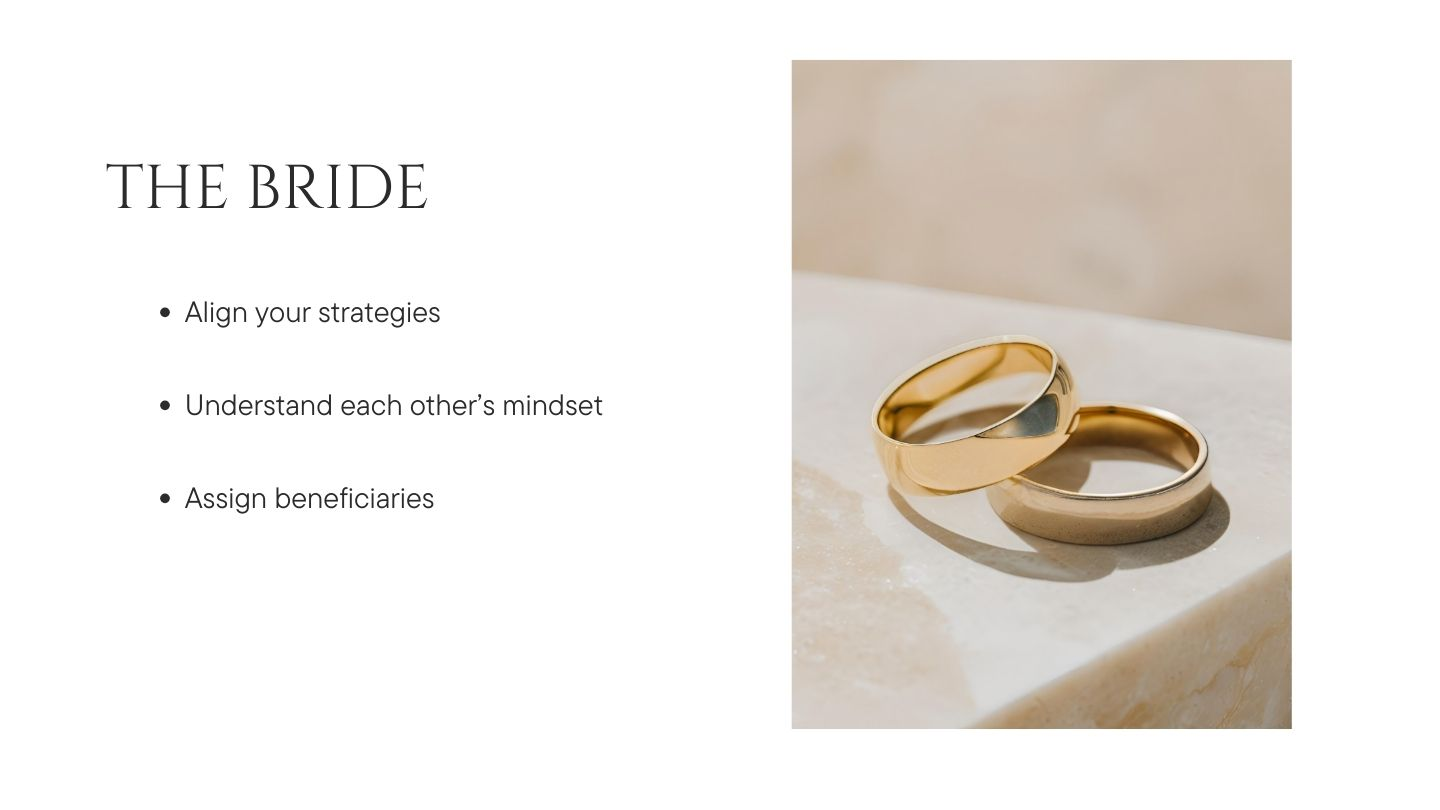 THE BRIDE
• Align your strategies
• Understand each other’s mindset
• Assign beneficiaries